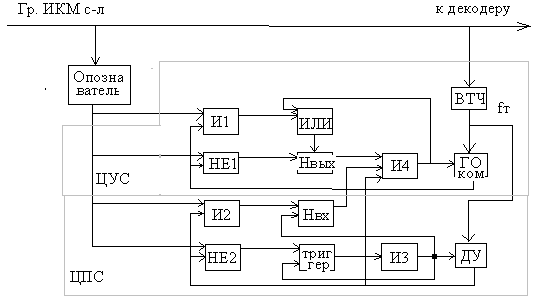 Гр. ИКМ с-л
к декодеру
Опозна
ватель
ВТЧ
fт
И1
ИЛИ
НЕ1
Нвых
И4
ГО
ком
ЦУС
И2
Нвх
НЕ2
триг
гер
И3
ДУ
ЦПС